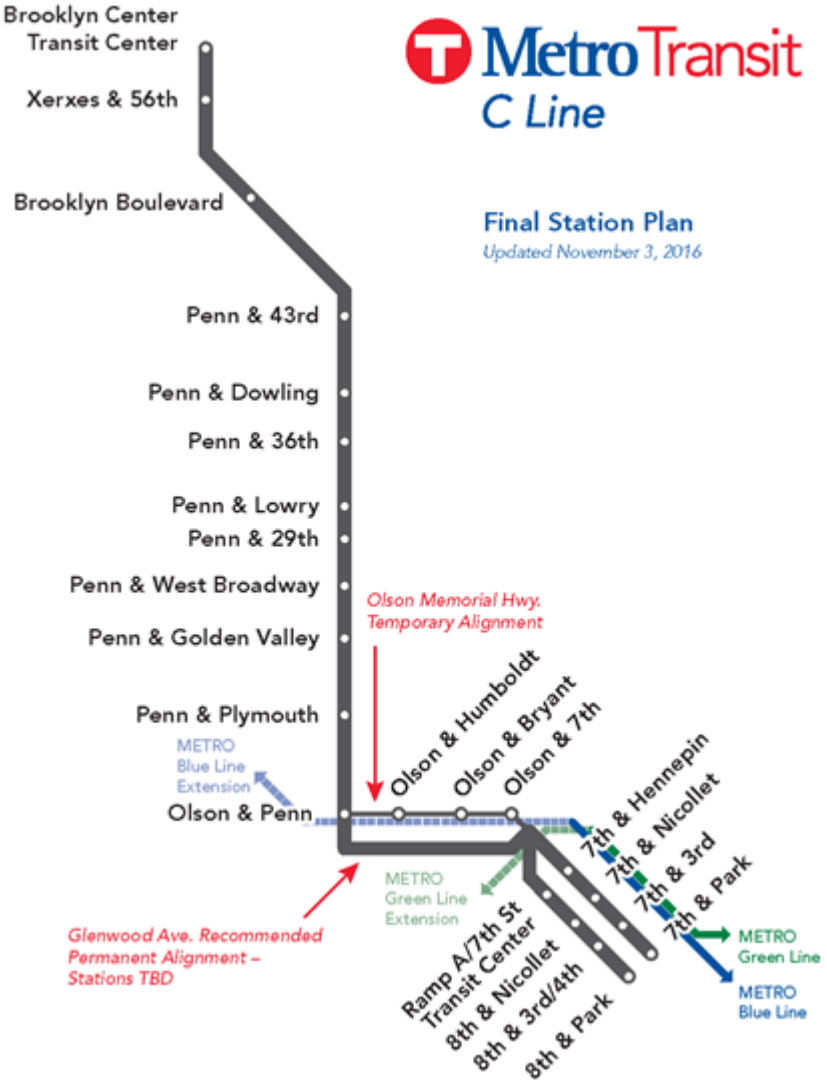 Brooklyn Center
Transit Center
T MetroTransit
C Line
Xerxes & 56th
Brooklyn Boulevard
Final Station Plan
Updated November 3, 2016
Penn & 43rd
Penn & Dowling
Penn & 36th
Penn & Lowry
Penn & 29th
Penn & West Broadway
Olson Memorial Hwy.
Temporary Alignment
Penn & Golden Valley
Penn & Plymouth
METRO
Blue Line
Extension
Olson & Penn
Olson & Humboldt
Olson & Bryant
Olson & 7th
7th & Hennepin
7th & Nicollet
7th & 3rd
7th & Park
METRO
Green Line
Extension
Glenwood Ave. Recommended
Permanent Alignment –
Stations TBD
Ramp A/7th St
Transit Center
8th & Nicollet
8th & 3rd/4th
8th & Park
METRO
Green Line
METRO
Blue Line